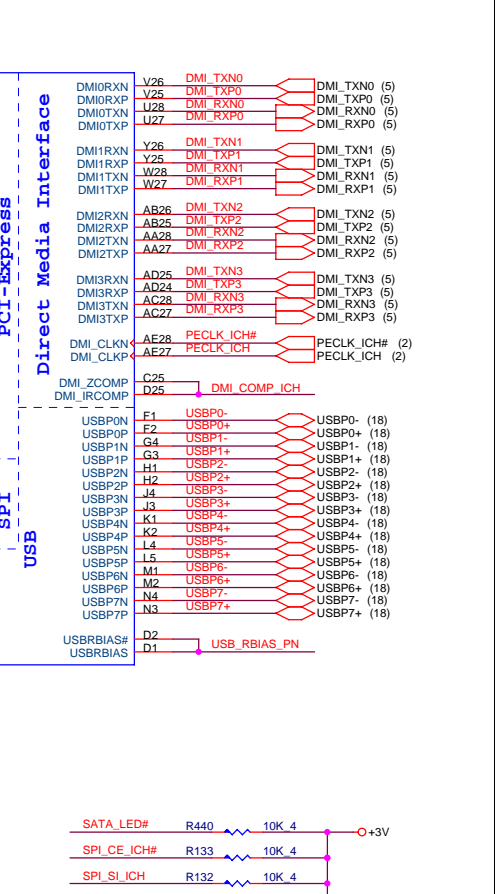 PCI-Express
Direct Media Interface
SPI
USB
DMI0RXN V26 DMI_TXN0 DMI_TXN0 (5)
DMI0RXP V25 DMI_TXP0 DMI_TXP0 (5)
DMI0TXN U28 DMI_RXN0 DMI_RXN0 (5)
DMI0TXP U27 DMI_RXP0 DMI_RXP0 (5)
DMI1RXN Y26 DMI_TXN1 DMI_TXN1 (5)
DMI1RXP Y25 DMI_TXP1 DMI_TXP1 (5)
DMI1TXN W28 DMI_RXN1 DMI_RXN1 (5)
DMI1TXP W27 DMI_RXP1 DMI_RXP1 (5)
DMI2RXN AB26 DMI_TXN2 DMI_TXN2 (5)
DMI2RXP AB25 DMI_TXP2 DMI_TXP2 (5)
DMI2TXN AA28 DMI_RXN2 DMI_RXN2 (5)
DMI2TXP AA27 DMI_RXP2 DMI_RXP2 (5)
DMI3RXN AD25 DMI_TXN3 DMI_TXN3 (5)
DMI3RXP AD24 DMI_TXP3 DMI_TXP3 (5)
DMI3TXN AC28 DMI_RXN3 DMI_RXN3 (5)
DMI3TXP AC27 DMI_RXP3 DMI_RXP3 (5)
DMI_CLKN AE28 PECLK_ICH# PECLK_ICH# (2)
DMI_CLKP AE27 PECLK_ICH PECLK_ICH (2)
DMI_ZCOMP C25
DMI_IRCOMP D25 DMI_COMP_ICH
USBP0N F1 USBP0- USBP0- (18)
USBP0P F2 USBP0+ USBP0+ (18)
USBP1N G4 USBP1- USBP1- (18)
USBP1P G3 USBP1+ USBP1+ (18)
USBP2N H1 USBP2- USBP2- (18)
USBP2P H2 USBP2+ USBP2+ (18)
USBP3N J4 USBP3- USBP3- (18)
USBP3P J3 USBP3+ USBP3+ (18)
USBP4N K1 USBP4- USBP4- (18)
USBP4P K2 USBP4+ USBP4+ (18)
USBP5N L4 USBP5- USBP5- (18)
USBP5P L5 USBP5+ USBP5+ (18)
USBP6N M1 USBP6- USBP6- (18)
USBP6P M2 USBP6+ USBP6+ (18)
USBP7N N4 USBP7- USBP7- (18)
USBP7P N3 USBP7+ USBP7+ (18)
USBRBIAS# D2
USBRBIAS D1 USB_RBIAS_PN
SATA_LED# R440 10K_4 +3V
SPI_CE_ICH# R133 10K_4
SPI_SI_ICH R132 10K_4